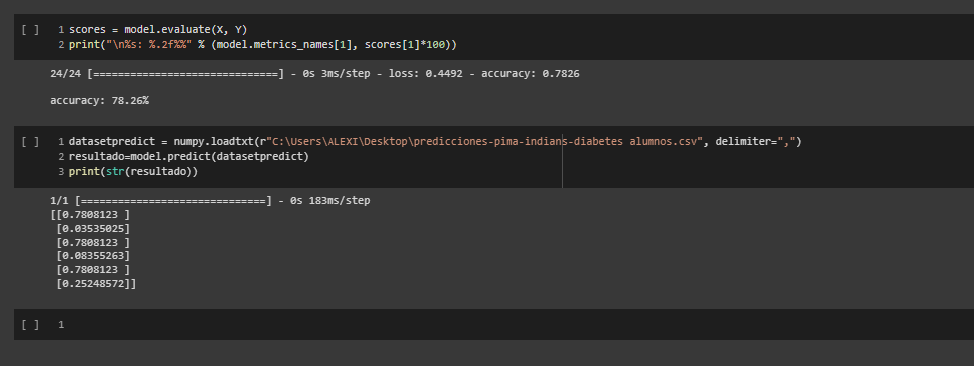 [ ] 1 scores = model.evaluate(X, Y)
2 print("\n%s: %.2f%%" % (model.metrics_names[1], scores[1]*100))
24/24 [==============================] - 0s 3ms/step - loss: 0.4492 - accuracy: 0.7826
accuracy: 78.26%
[ ] 1 datasetpredict = numpy.loadtxt(r"C:\Users\ALEXI\Desktop\predicciones-pima-indians-diabetes alumnos.csv", delimiter=",")
2 resultado=model.predict(datasetpredict)
3 print(str(resultado))
1/1 [==============================] - 0s 183ms/step
[[0.7808123 ]
[0.03535025]
[0.7808123 ]
[0.08355263]
[0.7808123 ]
[0.25248572]]
[ ] 1